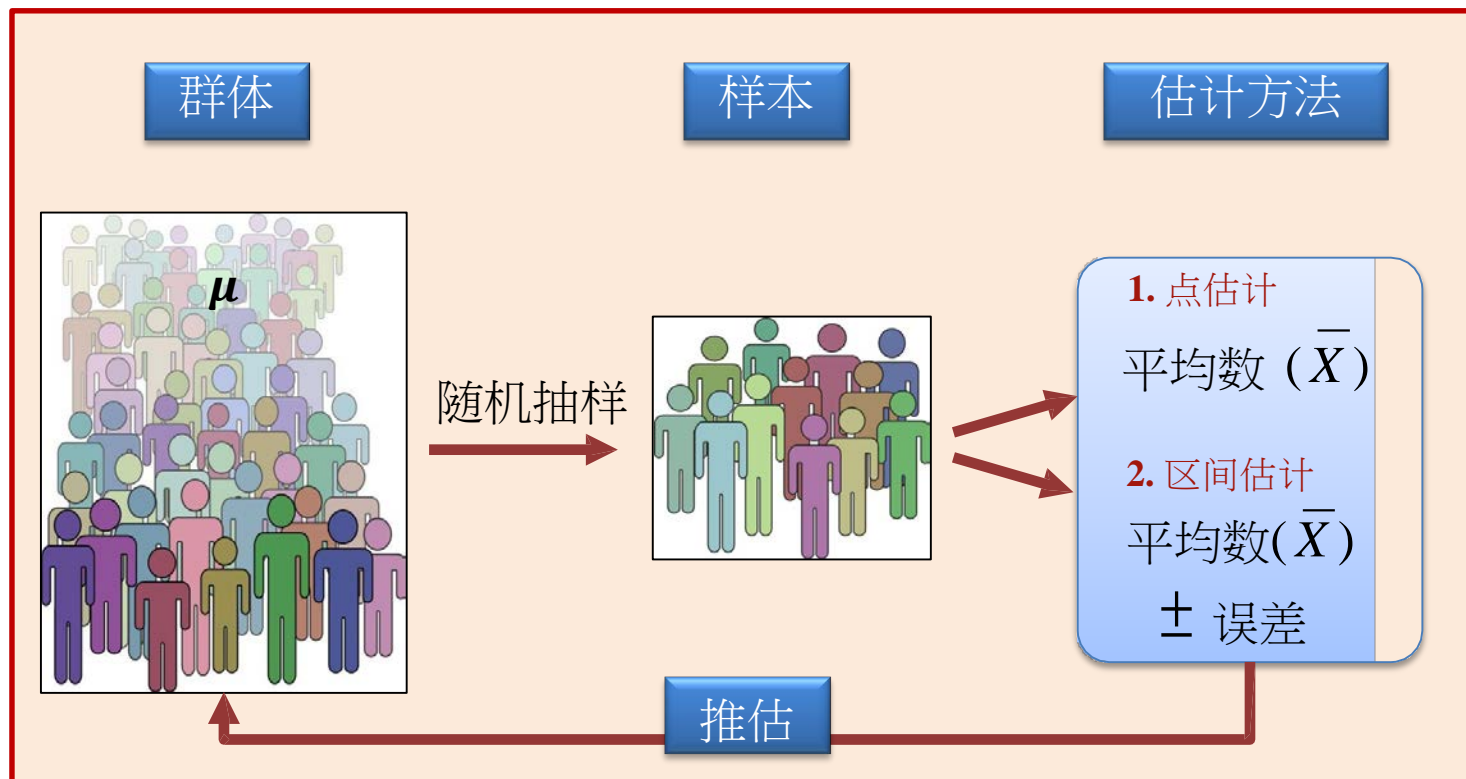 群体
样本
估计方法
μ
随机抽样
1. 点估计
平均数 (X̅)
2. 区间估计
平均数(X̅)
± 误差
推估